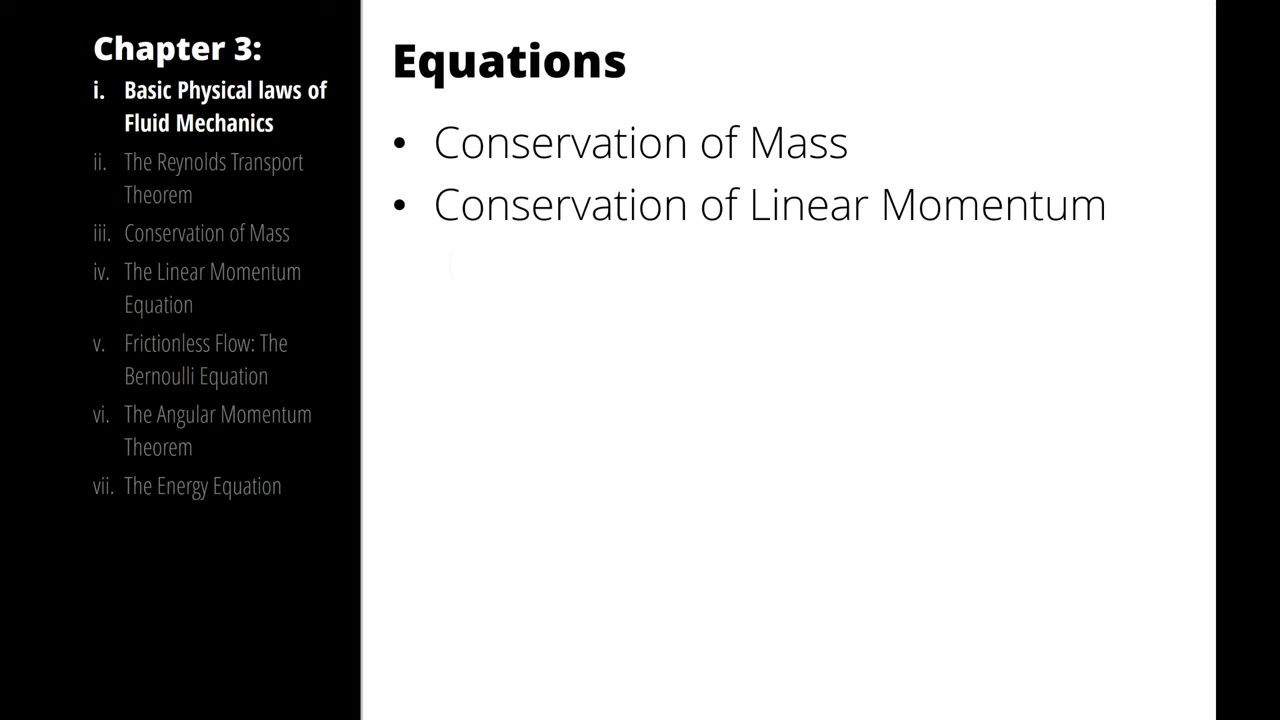 Chapter 3:
i. Basic Physical laws of
Fluid Mechanics
ii. The Reynolds Transport
Theorem
iii. Conservation of Mass
iv. The Linear Momentum
Equation
v. Frictionless Flow: The
Bernoulli Equation
vi. The Angular Momentum
Theorem
vii. The Energy Equation
Equations
• Conservation of Mass
• Conservation of Linear Momentum